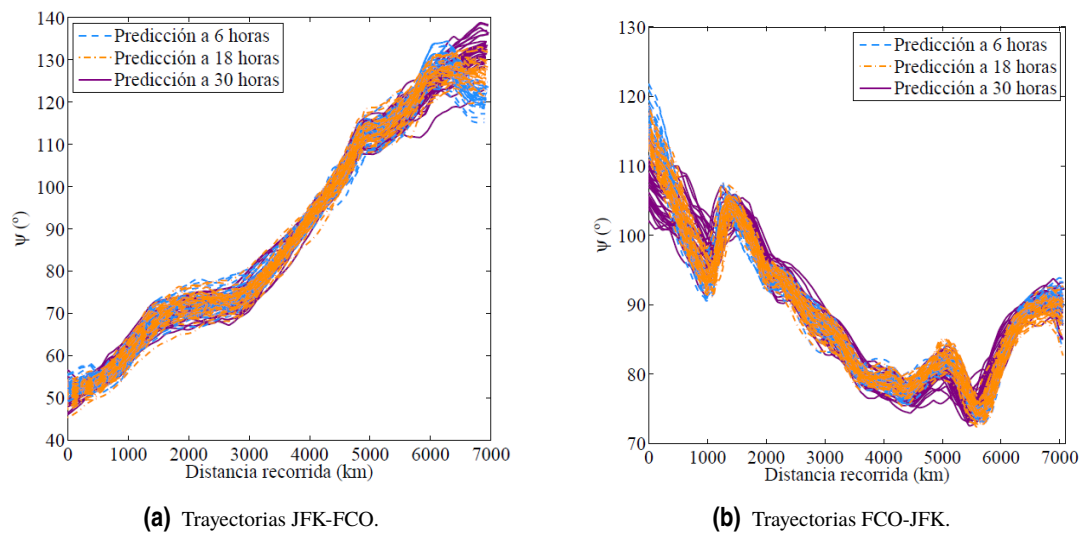 140
130
120
110
100
90
80
70
60
50
40
ψ (°)
Predicción a 6 horas
Predicción a 18 horas
Predicción a 30 horas
0 1000 2000 3000 4000 5000 6000 7000
Distancia recorrida (km)
(a) Trayectorias JFK-FCO.
130
120
110
100
90
80
70
ψ (°)
Predicción a 6 horas
Predicción a 18 horas
Predicción a 30 horas
0 1000 2000 3000 4000 5000 6000 7000
Distancia recorrida (km)
(b) Trayectorias FCO-JFK.